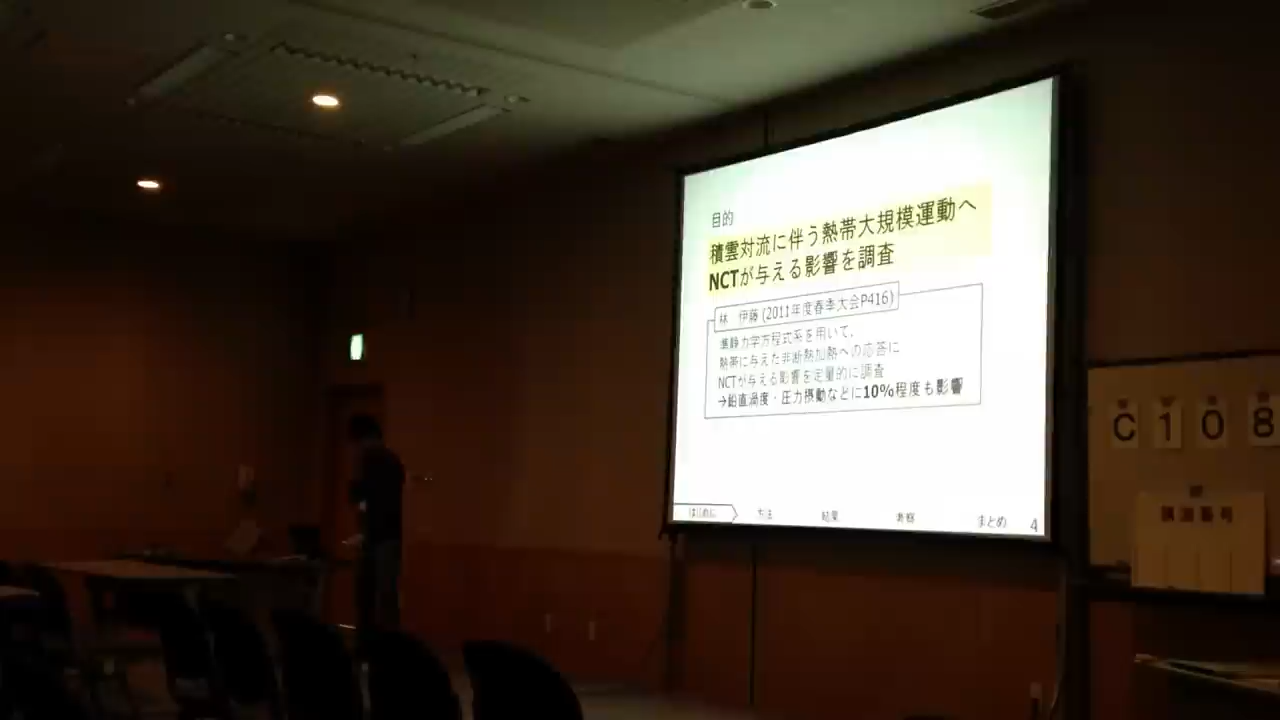 目的
積雲対流に伴う熱帯大規模運動へ
NCTが与える影響を調査
林 伊藤 (2011年度春季大会P416)
準静力学方程式系を用いて、
熱帯に与えた非断熱加熱への応答に
NCTが与える影響を定量的に調査
→鉛直渦度・圧力摂動などに10%程度も影響
はじめに 方法 結果 考察 まとめ 4
C108
講演番号